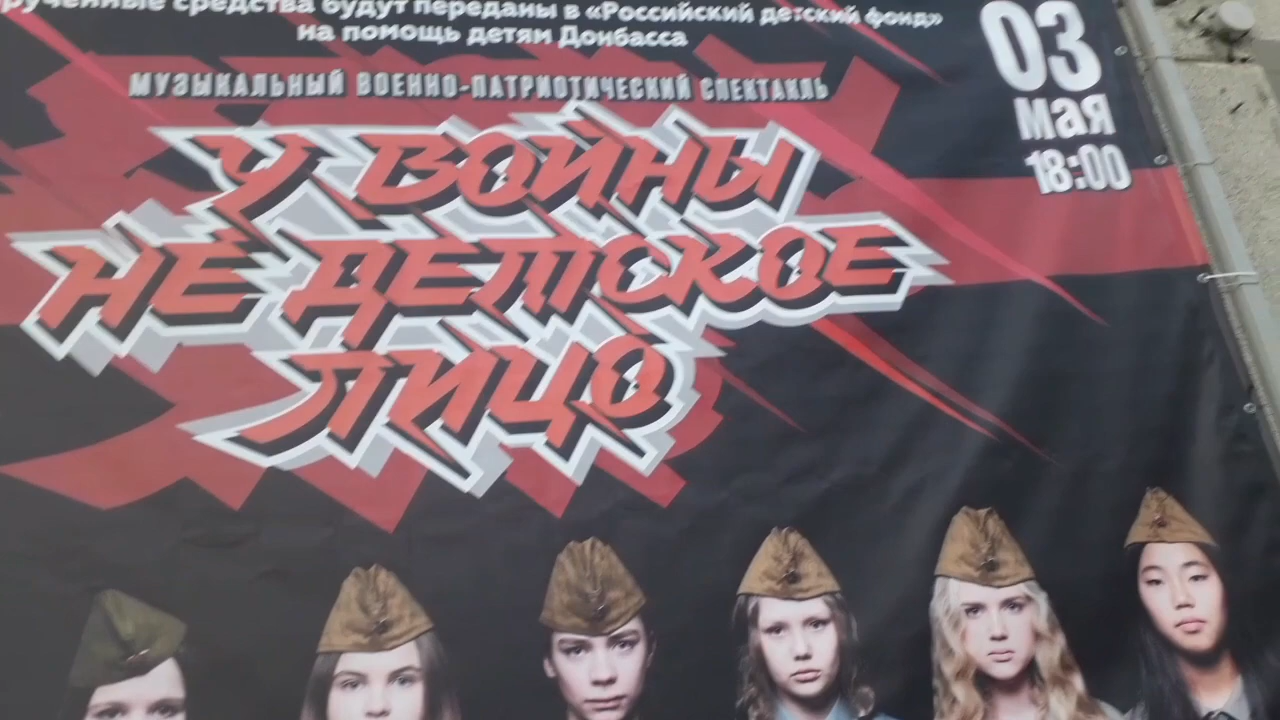 средства будут переданы в «Российский детский фонд»
на помощь детям Донбасса
03
мая
18:00
МУЗЫКАЛЬНЫЙ ВОЕННО-ПАТРИОТИЧЕСКИЙ СПЕКТАКЛЬ
У ВОЙНЫ
НЕ ДЕТСКОЕ
ЛИЦО